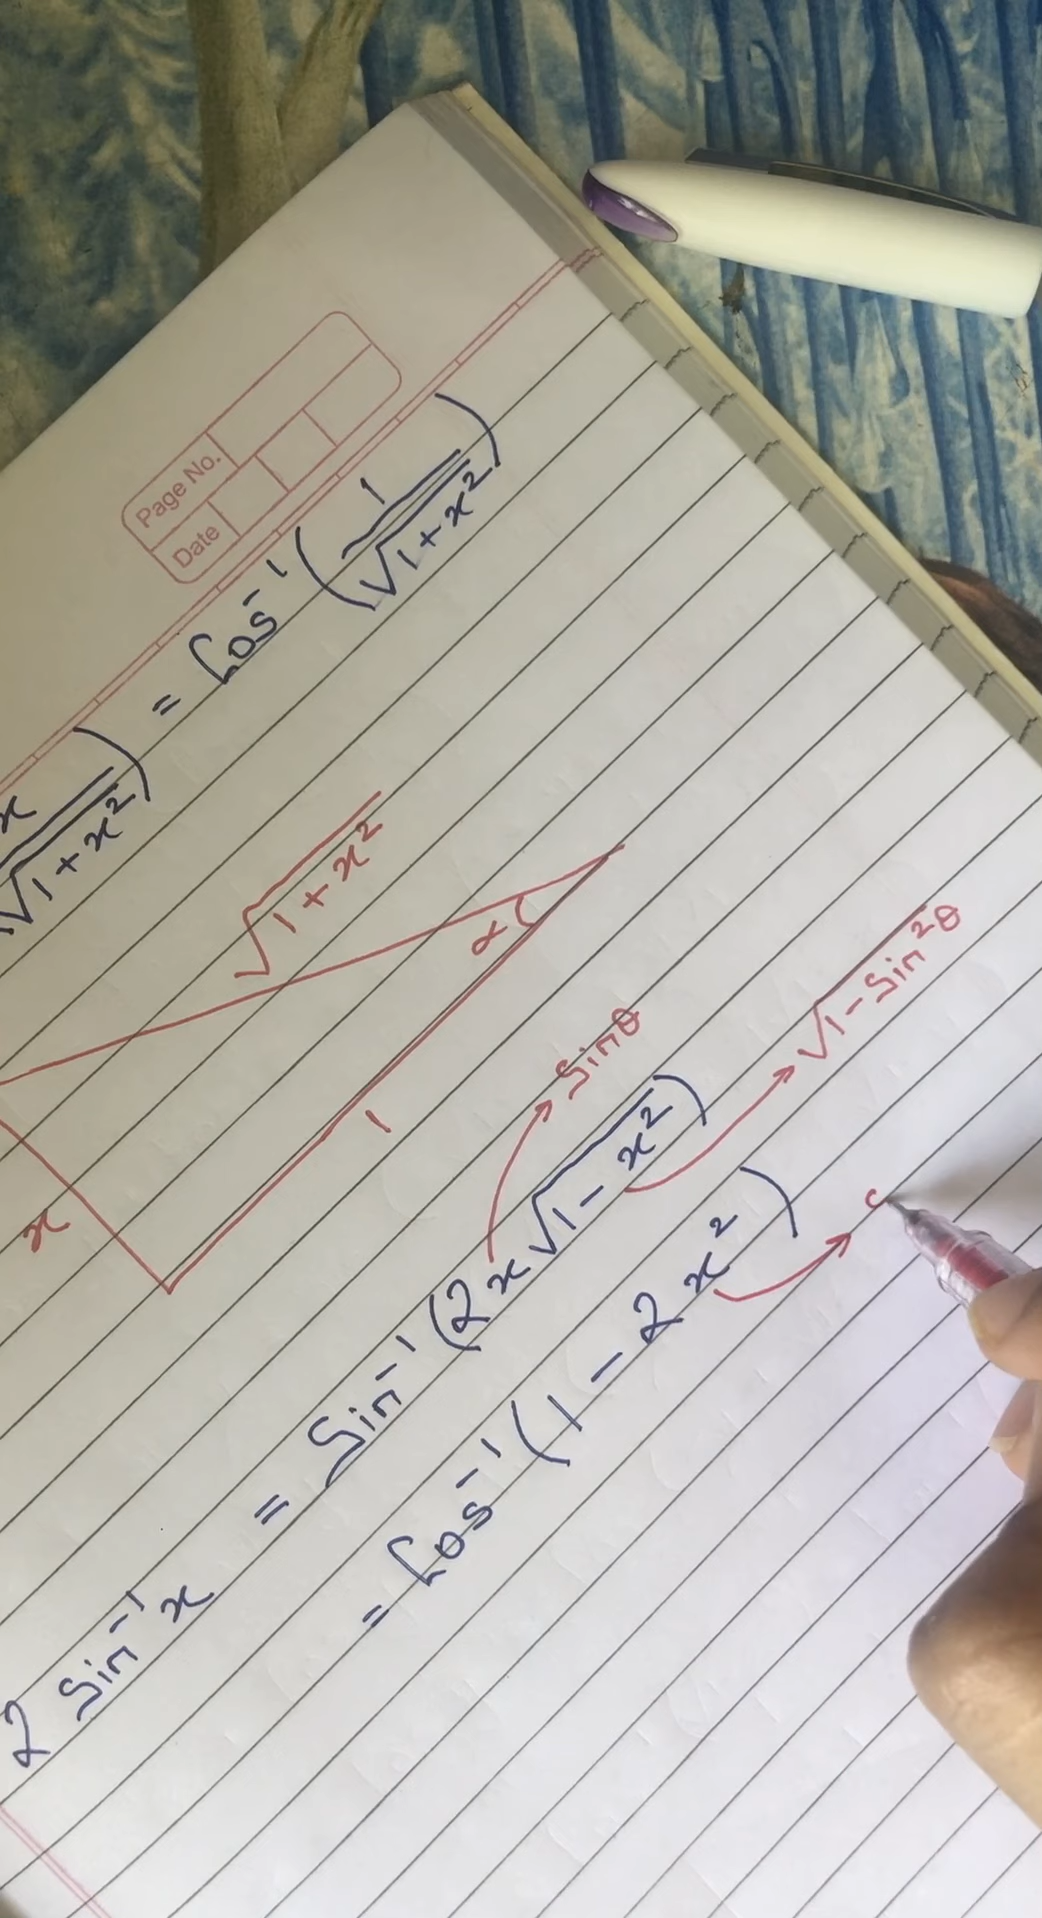 Page No.
Date
x/√1+x²) = Cos⁻¹(1/√1+x²)
√1+x²
α
x
1
Sinθ
√1-Sin²θ
2 Sin⁻¹x = Sin⁻¹(2x√1-x²)
= Cos⁻¹(1-2x²)